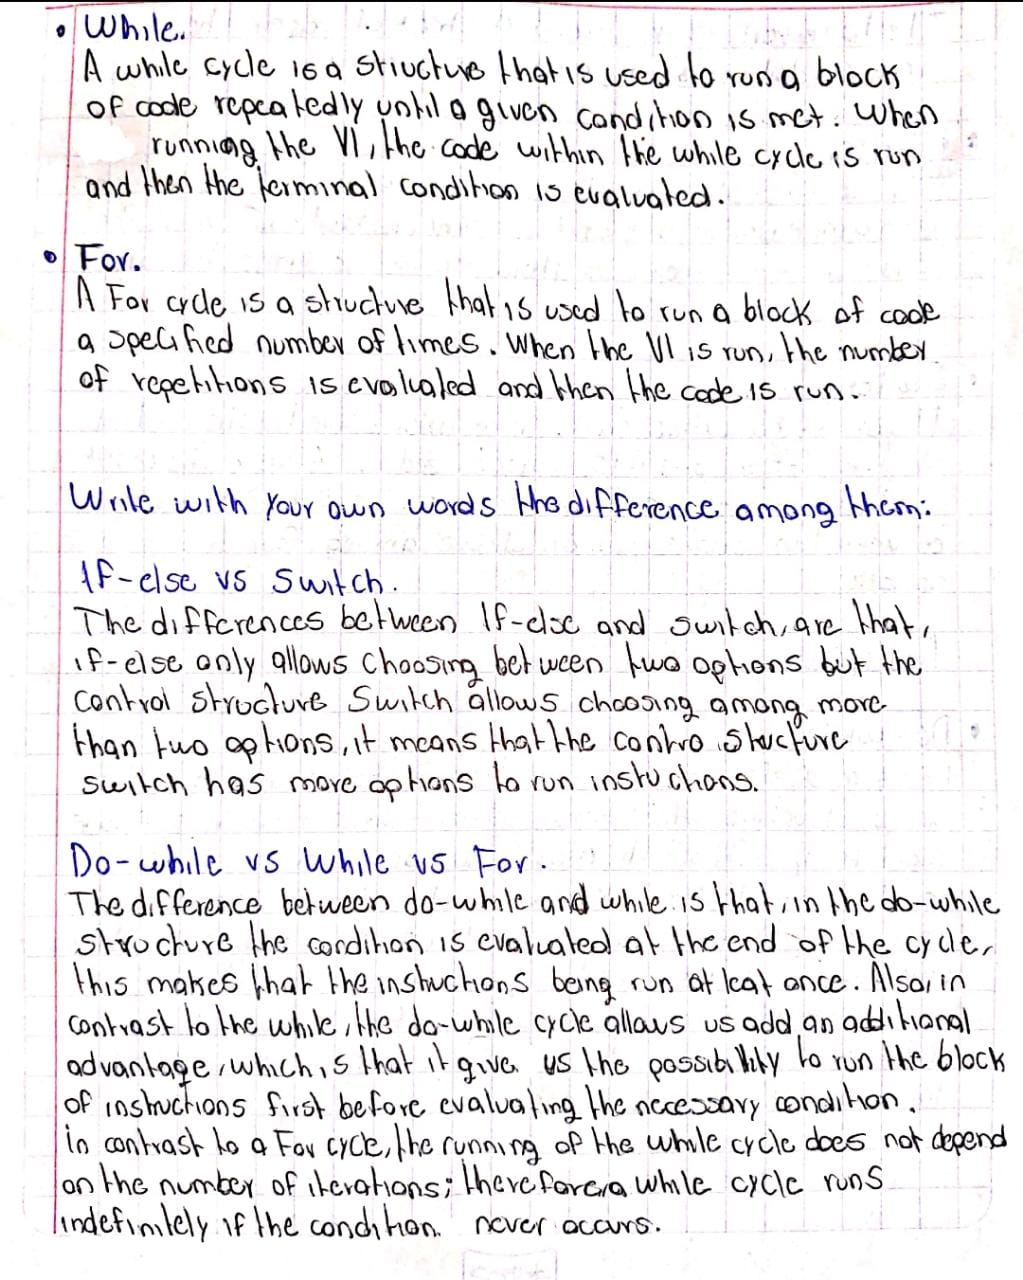 • While.
A while cycle is a structure that is used to run a block
of code repeatedly until a given condition is met. When
running the VI, the code within the while cycle is run
and then the terminal condition is evaluated.
• For.
A For cycle is a structure that is used to run a block of code
a specified number of times. When the VI is run, the number
of repetitions is evaluated and then the code is run.
Write with your own words the difference among them:
If-else vs Switch.
The differences between If-else and switch, are that,
if-else only allows choosing between two options but the
control structure Switch allows choosing among more
than two options, it means that the contro stucture
switch has more options to run instuctions.
Do-while vs While vs For.
The difference between do-while and while is that, in the do-while
structure the condition is evaluated at the end of the cycle,
this makes that the instuctions being run at leat once. Also, in
contrast to the while, the do-while cycle allows us add an additional
advantage, which is that it give us the possibility to run the block
of instructions first before evaluating the necessary condition.
in contrast to a For cycle, the running of the while cycle does not depend
on the number of iterations; therefore, a while cycle runs
indefinitely if the condition never occurs.